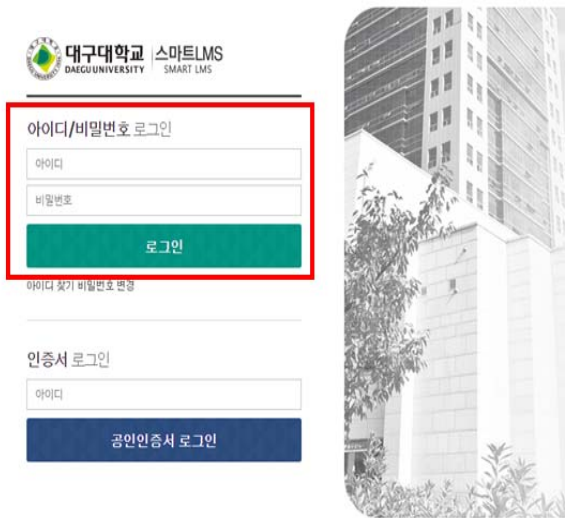 대구대학교 스마트LMS
DAEGU UNIVERSITY SMART LMS
아이디/비밀번호 로그인
아이디
비밀번호
로그인
아이디 찾기 비밀번호 변경
인증서 로그인
아이디
공인인증서 로그인